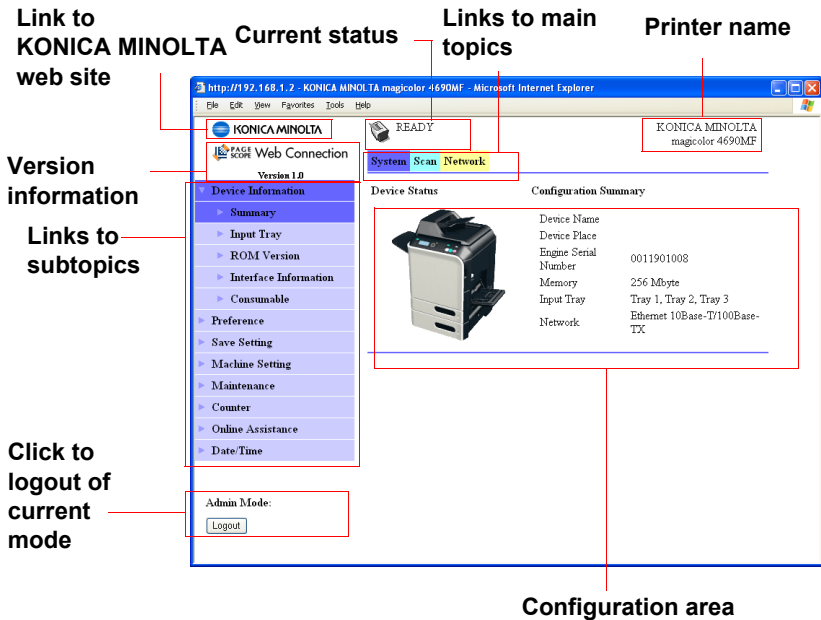 Link to
KONICA MINOLTA
web site
Current status
Links to main
topics
Printer name
http://192.168.1.2 - KONICA MINOLTA magicolor 4690MF - Microsoft Internet Explorer
File Edit View Favorites Tools Help
KONICA MINOLTA
READY
KONICA MINOLTA
magicolor 4690MF
PAGE SCOPE Web Connection
Version 1.0
System Scan Network
Version
information
Links to
subtopics
Device Information
Summary
Input Tray
ROM Version
Interface Information
Consumable
Preference
Save Setting
Machine Setting
Maintenance
Counter
Online Assistance
Date/Time
Device Status
Configuration Summary
Device Name
Device Place
Engine Serial
Number 0011901008
Memory 256 Mbyte
Input Tray Tray 1, Tray 2, Tray 3
Network Ethernet 10Base-T/100Base-
TX
Click to
logout of
current
mode
Admin Mode:
Logout
Configuration area